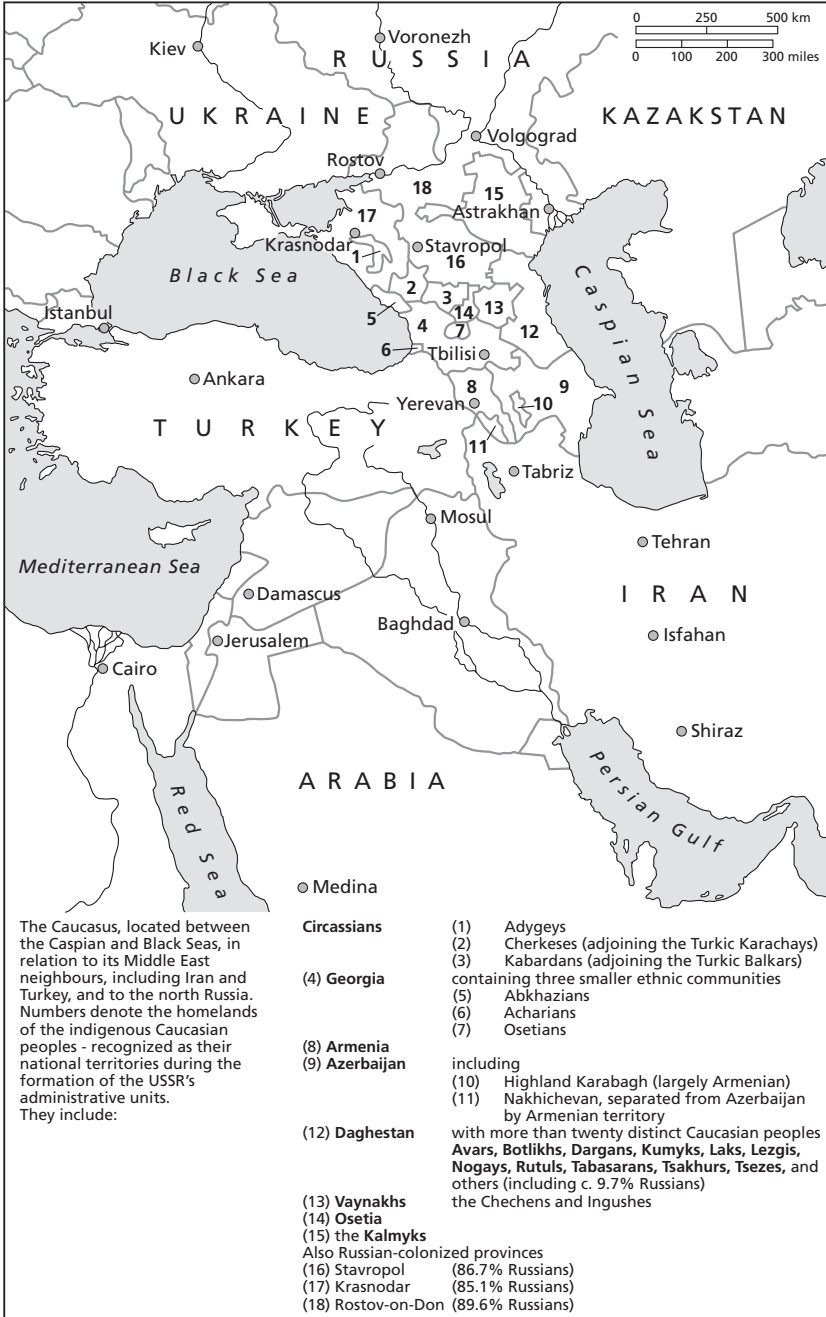 0 250 500 km
0 100 200 300 miles
Kiev
Voronezh
RUSSIA
UKRAINE
KAZAKSTAN
Volgograd
Rostov
18
15
Astrakhan
17
Krasnodar
1
Stavropol
16
Black Sea
2
3
13
14
5
4
7
12
Istanbul
6
Tbilisi
Caspian Sea
Ankara
8
9
Yerevan
10
TURKEY
11
Tabriz
Mosul
Tehran
Mediterranean Sea
Damascus
IRAN
Baghdad
Jerusalem
Isfahan
Cairo
Shiraz
Persian Gulf
ARABIA
Red Sea
Medina
The Caucasus, located between
the Caspian and Black Seas, in
relation to its Middle East
neighbours, including Iran and
Turkey, and to the north Russia.
Numbers denote the homelands
of the indigenous Caucasian
peoples - recognized as their
national territories during the
formation of the USSR's
administrative units.
They include:
Circassians (1) Adygeys
(2) Cherkeses (adjoining the Turkic Karachays)
(3) Kabardans (adjoining the Turkic Balkars)
(4) Georgia containing three smaller ethnic communities
(5) Abkhazians
(6) Acharians
(7) Osetians
(8) Armenia
(9) Azerbaijan including
(10) Highland Karabagh (largely Armenian)
(11) Nakhichevan, separated from Azerbaijan
by Armenian territory
(12) Daghestan with more than twenty distinct Caucasian peoples
Avars, Botlikhs, Dargans, Kumyks, Laks, Lezgis,
Nogays, Rutuls, Tabasarans, Tsakhurs, Tsezes, and
others (including c. 9.7% Russians)
(13) Vaynakhs the Chechens and Ingushes
(14) Osetia
(15) the Kalmyks
Also Russian-colonized provinces
(16) Stavropol (86.7% Russians)
(17) Krasnodar (85.1% Russians)
(18) Rostov-on-Don (89.6% Russians)